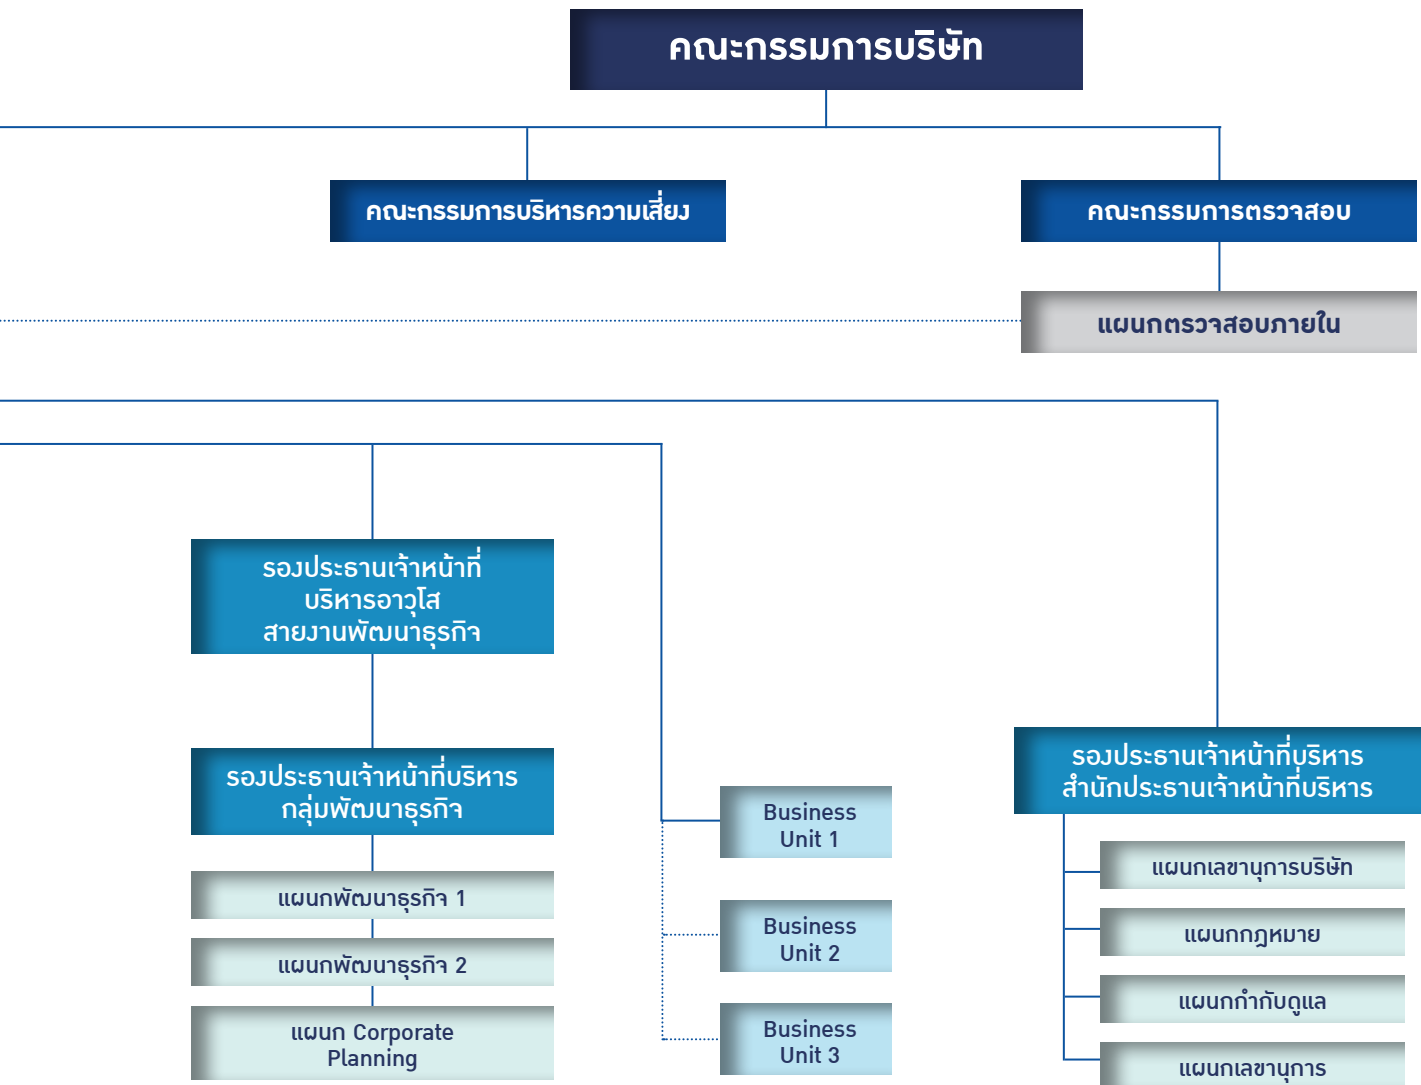 คณะกรรมการบริษัท
คณะกรรมการบริหารความเสี่ยง
คณะกรรมการตรวจสอบ
แผนกตรวจสอบภายใน
รองประธานเจ้าหน้าที่
บริหารอาวุโส
สายงานพัฒนาธุรกิจ
รองประธานเจ้าหน้าที่บริหาร
กลุ่มพัฒนาธุรกิจ
แผนกพัฒนาธุรกิจ 1
แผนกพัฒนาธุรกิจ 2
แผนก Corporate
Planning
Business
Unit 1
Business
Unit 2
Business
Unit 3
รองประธานเจ้าหน้าที่บริหาร
สำนักประธานเจ้าหน้าที่บริหาร
แผนกเลขานุการบริษัท
แผนกกฎหมาย
แผนกกำกับดูแล
แผนกเลขานุการ